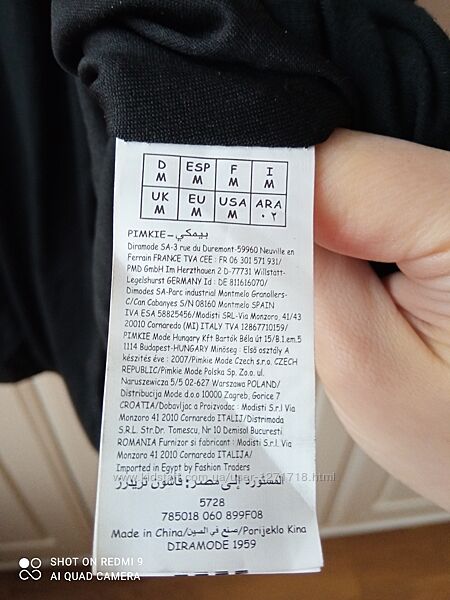 D ESP F I
M M M M
UK EU USA ARA
M M M ٠٢
PIMKIE-بيمكي
Diramode SA-3 rue du Duremont-59960 Neuville en
Ferrain FRANCE TVA CEE : FR 06 301 571 931/
PMD GmbH Im Herzthauen 2 D-77731 Willstatt-
Legelshurst GERMANY Id : DE 811616070/
Dimodes SA-Parc industrial Montmelo Granollers-
C/Can Cabanyes S/N 08160 Montmelo SPAIN
IVA ESA 58825456/Modisti SRL-Via Monzoro, 41/43
20010 Cornaredo (MI) ITALY TVA 12867710159/
PIMKIE Mode Hungary Kft Bartók Béla út 15/B.1.em.5
1114 Budapest-HUNGARY Minőseg : Első osztály A
készités éve : 2007/Pimkie Mode Czech s.r.o. CZECH
REPUBLIC/Pimkie Mode Polska Sp. Zo.o. ul.
Naruszewicza 5/5 02-627 Warszawa POLAND/
Distribucija Mode d.o.o 10000 Zagreb, Gorice 7
CROATIA/Dobavljac a Proizvodac : Modisti S.r.l Via
Monzoro 41 2010 Cornaredo ITALIJA/Distrimoda
S.R.L. Str.Dr. Tomescu, Nr 10 Demisol Bucuresti
ROMANIA Furnizor si fabricant : Modisti S.r.l. Via
Monzoro 41 2010 Cornaredo ITALIA/
Imported in Egypt by Fashion Traders
المستورد إلى مصر: فاشون تريدرز
5728
785018 060 899F08
Made in China/صنع في الصين/Porijeklo Kina
DIRAMODE 1959
SHOT ON REDMI 9
AI QUAD CAMERA